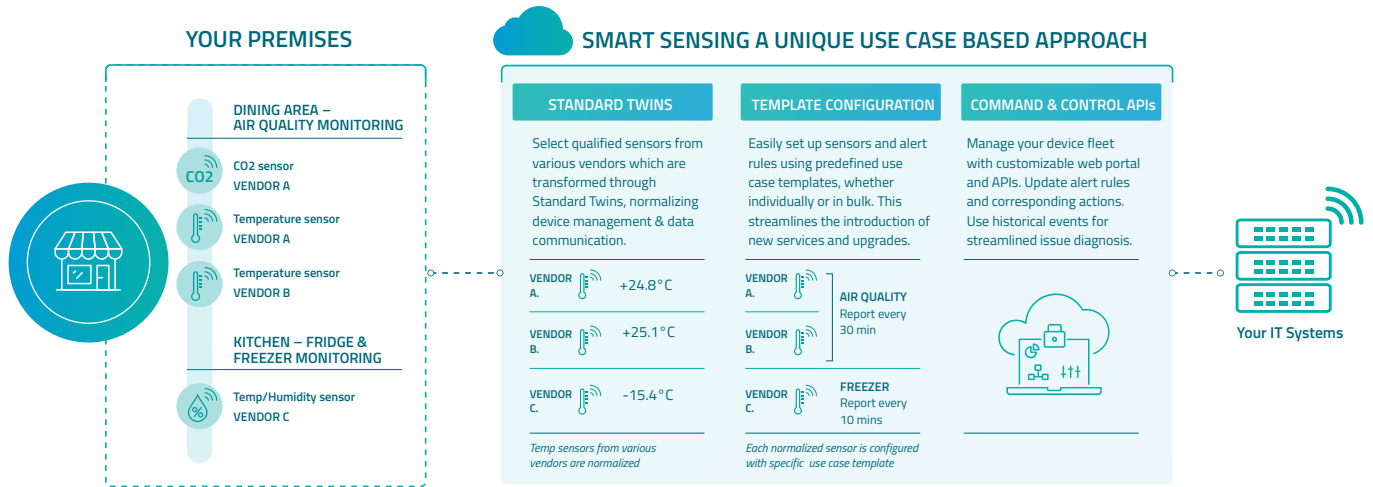 YOUR PREMISES
DINING AREA –
AIR QUALITY MONITORING
CO2
CO2 sensor
VENDOR A
Temperature sensor
VENDOR A
Temperature sensor
VENDOR B
KITCHEN – FRIDGE &
FREEZER MONITORING
%
Temp/Humidity sensor
VENDOR C
SMART SENSING A UNIQUE USE CASE BASED APPROACH
STANDARD TWINS
Select qualified sensors from
various vendors which are
transformed through
Standard Twins, normalizing
device management & data
communication.
VENDOR
A.
+24.8°C
VENDOR
B.
+25.1°C
VENDOR
C.
-15.4°C
Temp sensors from various
vendors are normalized
TEMPLATE CONFIGURATION
Easily set up sensors and alert
rules using predefined use
case templates, whether
individually or in bulk. This
streamlines the introduction of
new services and upgrades.
VENDOR
A.
VENDOR
B.
AIR QUALITY
Report every
30 min
VENDOR
C.
FREEZER
Report every
10 mins
Each normalized sensor is configured
with specific use case template
COMMAND & CONTROL APIs
Manage your device fleet
with customizable web portal
and APIs. Update alert rules
and corresponding actions.
Use historical events for
streamlined issue diagnosis.
Your IT Systems